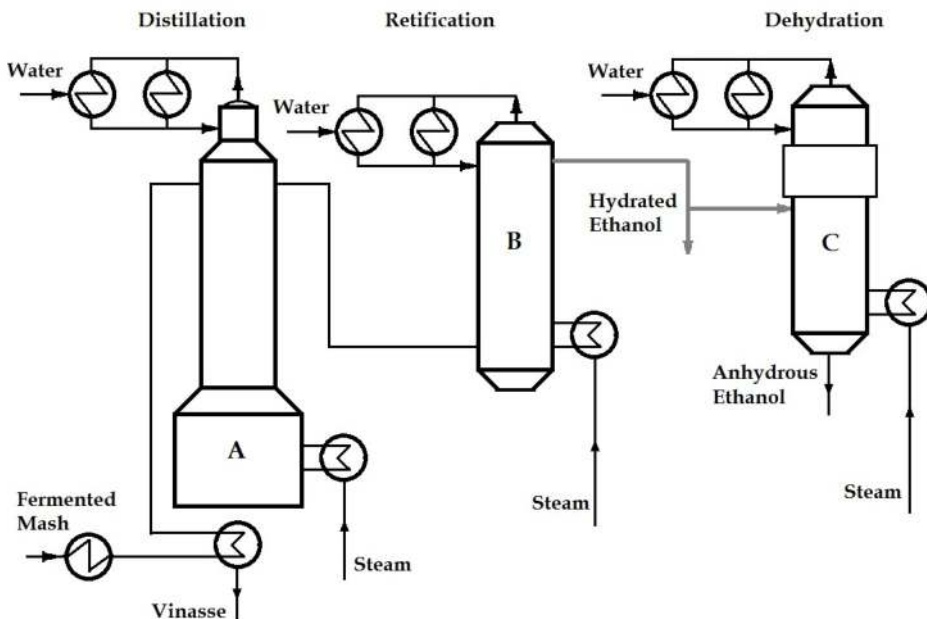 Distillation
Retification
Dehydration
Water
Water
Water
Hydrated
Ethanol
A
B
C
Anhydrous
Ethanol
Fermented
Mash
Steam
Steam
Steam
Vinasse